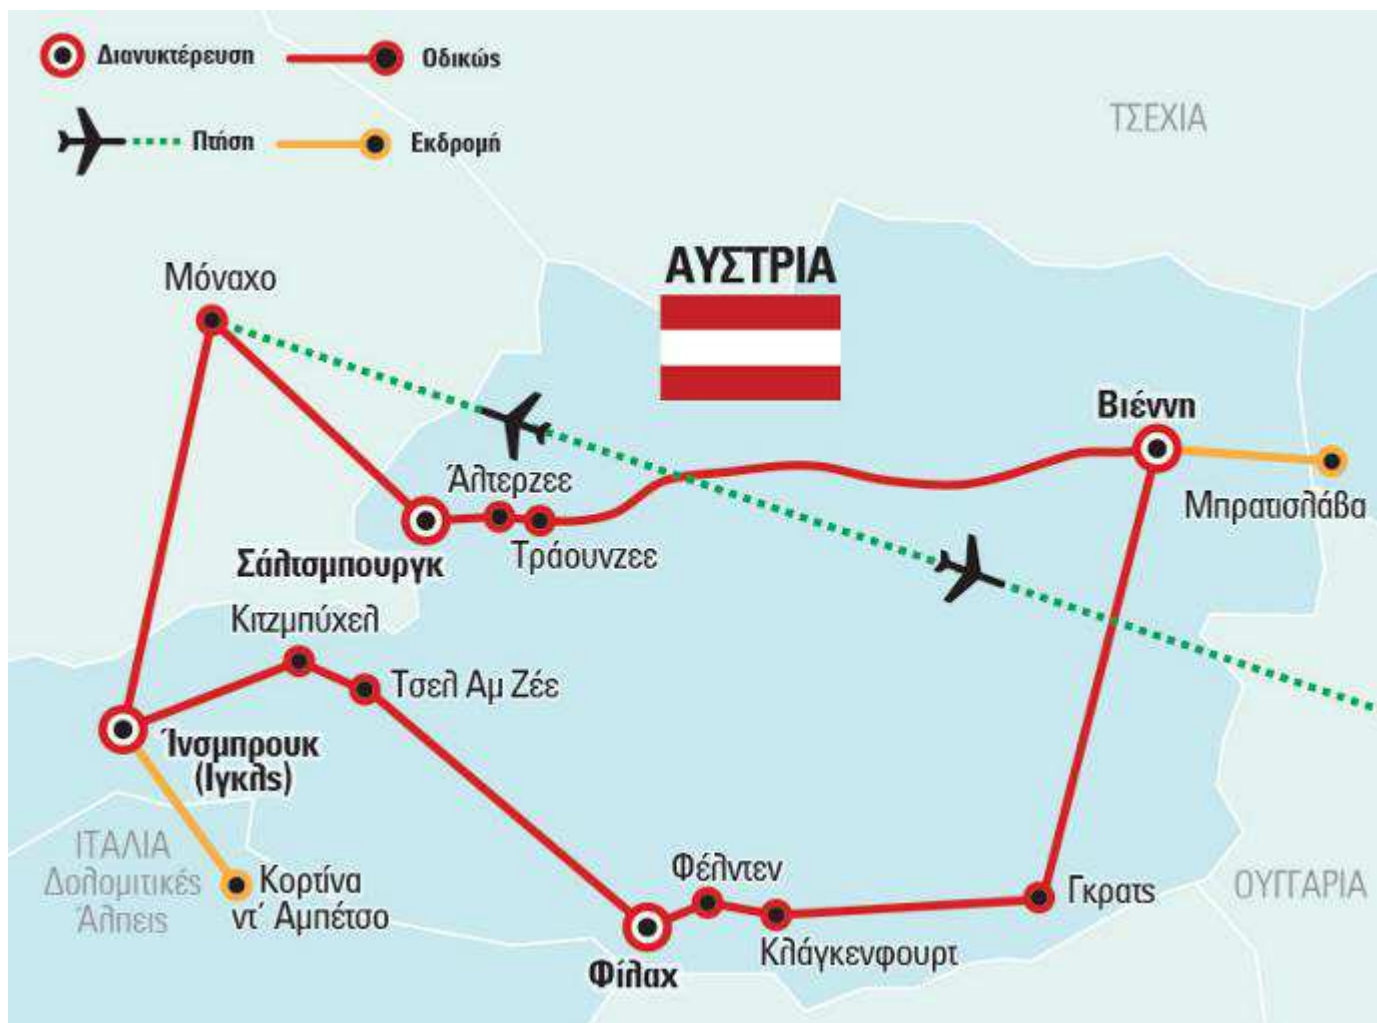 Διανυκτέρευση
Οδικώς
Πτήση
Εκδρομή
ΤΣΕΧΙΑ
ΑΥΣΤΡΙΑ
Μόναχο
Βιέννη
Άλτερζεε
Μπρατισλάβα
Τράουνζεε
Σάλτσμπουργκ
Κιτζμπύχελ
Τσελ Αμ Ζέε
Ίνσμπρουκ
(Ιγκλς)
ΙΤΑΛΙΑ
Δολομιτικές
Άλπεις
Κορτίνα
ντ΄ Αμπέτσο
Φέλντεν
Γκρατς
ΟΥΓΓΑΡΙΑ
Κλάγκενφουρτ
Φίλαχ